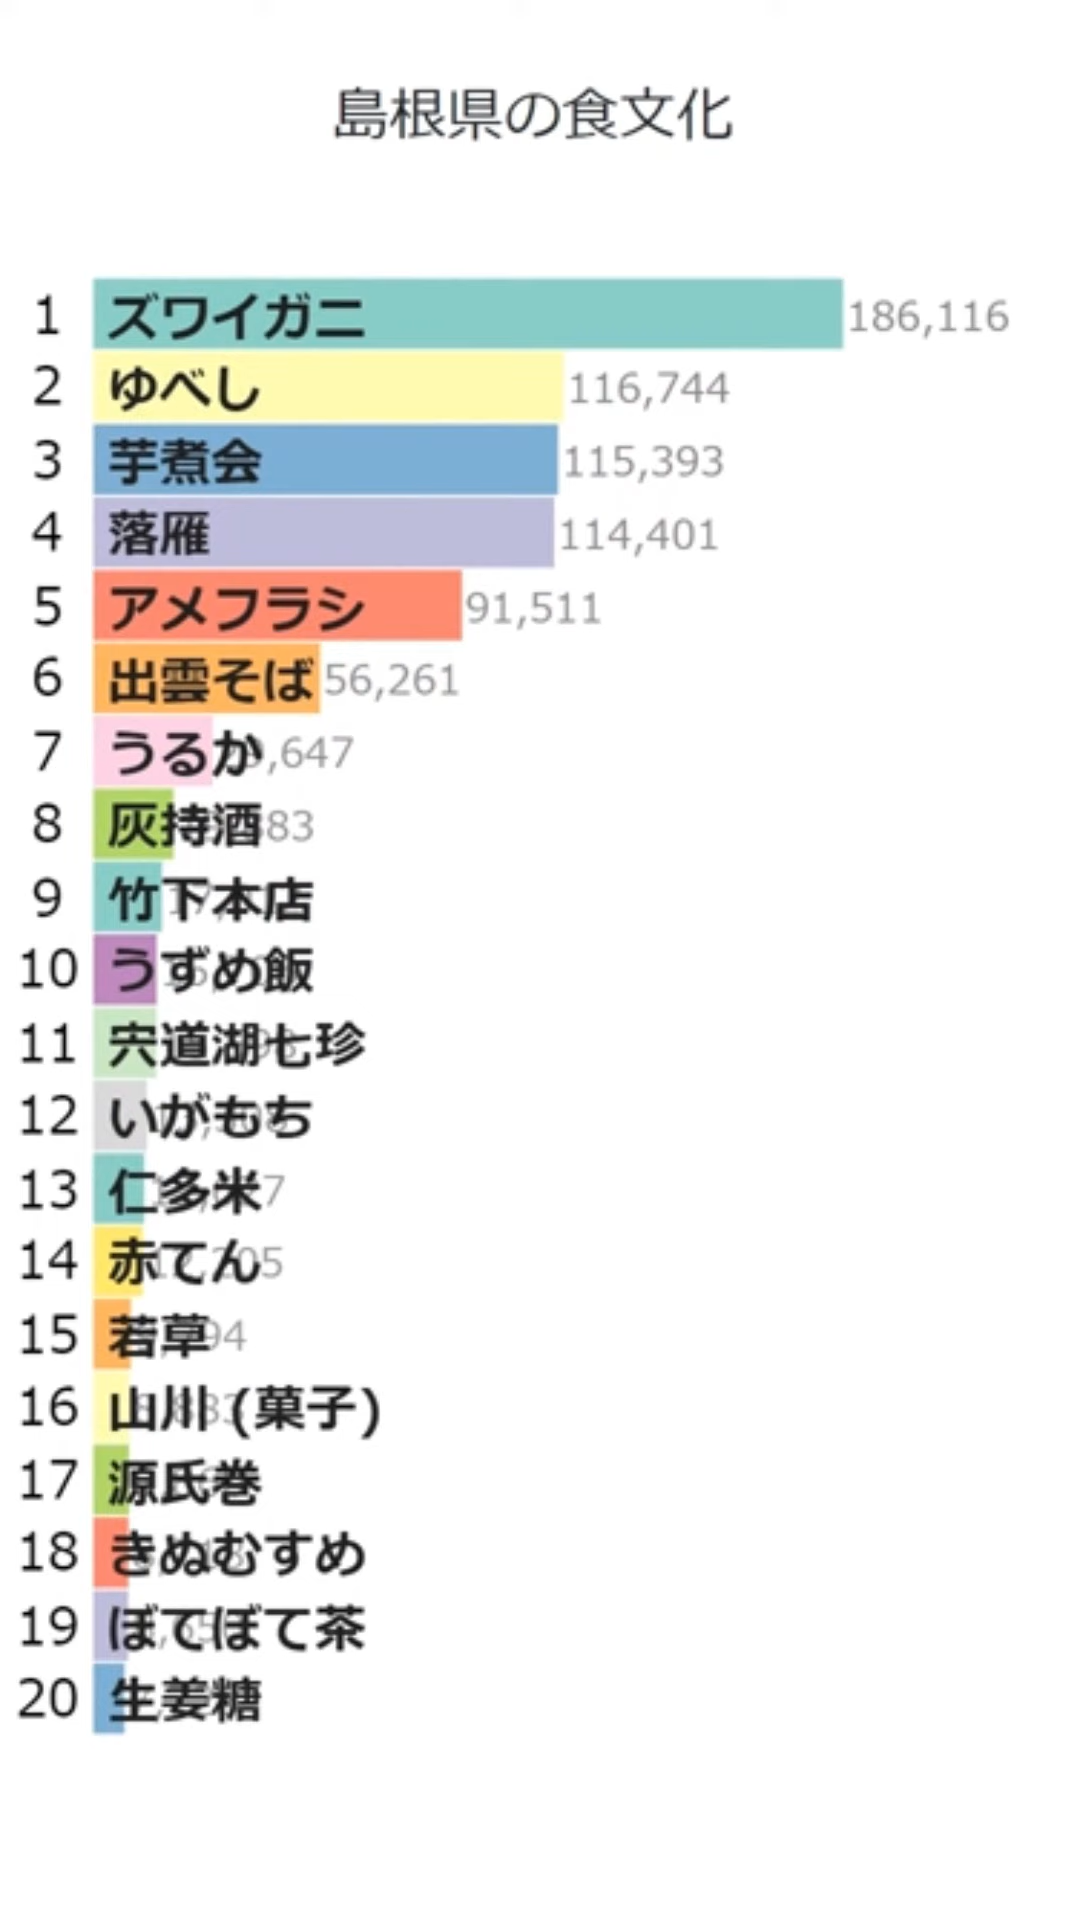 島根県の食文化
1 ズワイガニ 186,116
2 ゆべし 116,744
3 芋煮会 115,393
4 落雁 114,401
5 アメフラシ 91,511
6 出雲そば 56,261
7 うるか
8 灰持酒
9 竹下本店
10 うずめ飯
11 宍道湖七珍
12 いがもち
13 仁多米
14 赤てん
15 若草
16 山川 (菓子)
17 源氏巻
18 きぬむすめ
19 ぼてぼて茶
20 生姜糖